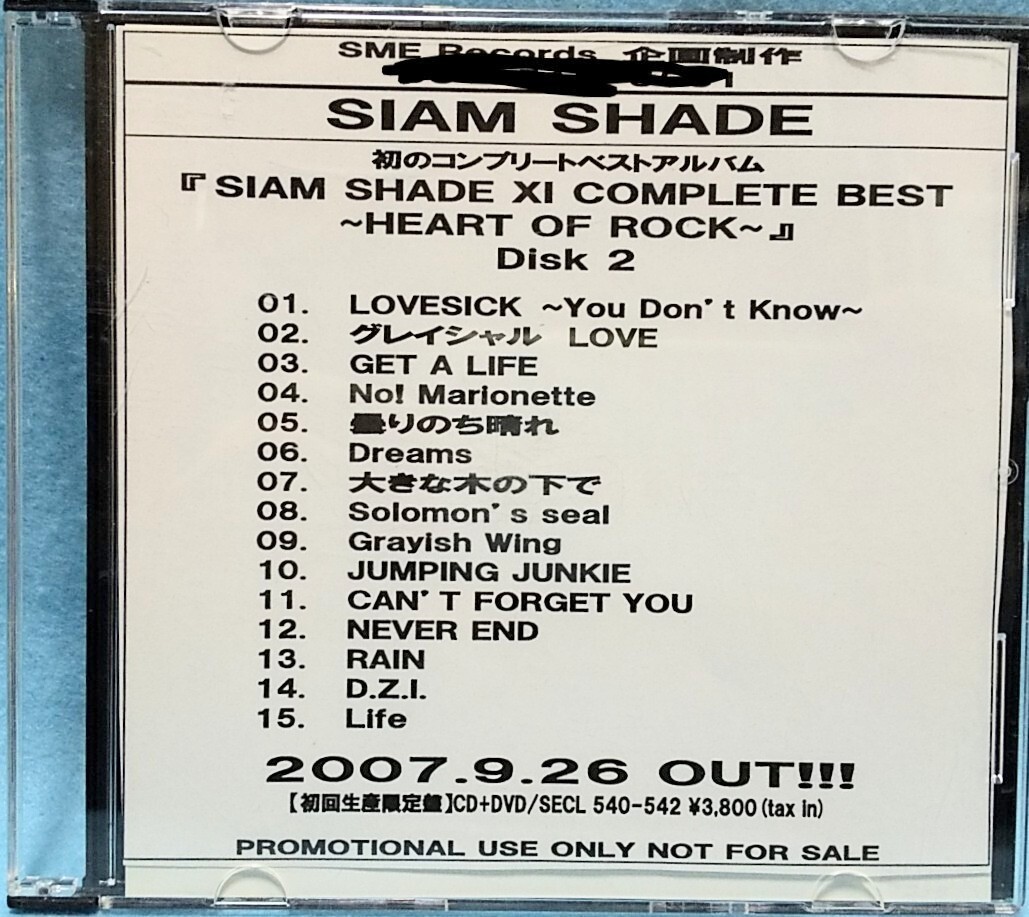 SME Records 企画制作
SIAM SHADE
初のコンプリートベストアルバム
『SIAM SHADE XI COMPLETE BEST
~HEART OF ROCK~』
Disk 2
01. LOVESICK ~You Don't Know~
02. グレイシャル LOVE
03. GET A LIFE
04. No! Marionette
05. 曇りのち晴れ
06. Dreams
07. 大きな木の下で
08. Solomon's seal
09. Grayish Wing
10. JUMPING JUNKIE
11. CAN'T FORGET YOU
12. NEVER END
13. RAIN
14. D.Z.I.
15. Life
2007.9.26 OUT!!!
【初回生産限定盤】CD+DVD/SECL 540-542 ¥3,800(tax in)
PROMOTIONAL USE ONLY NOT FOR SALE